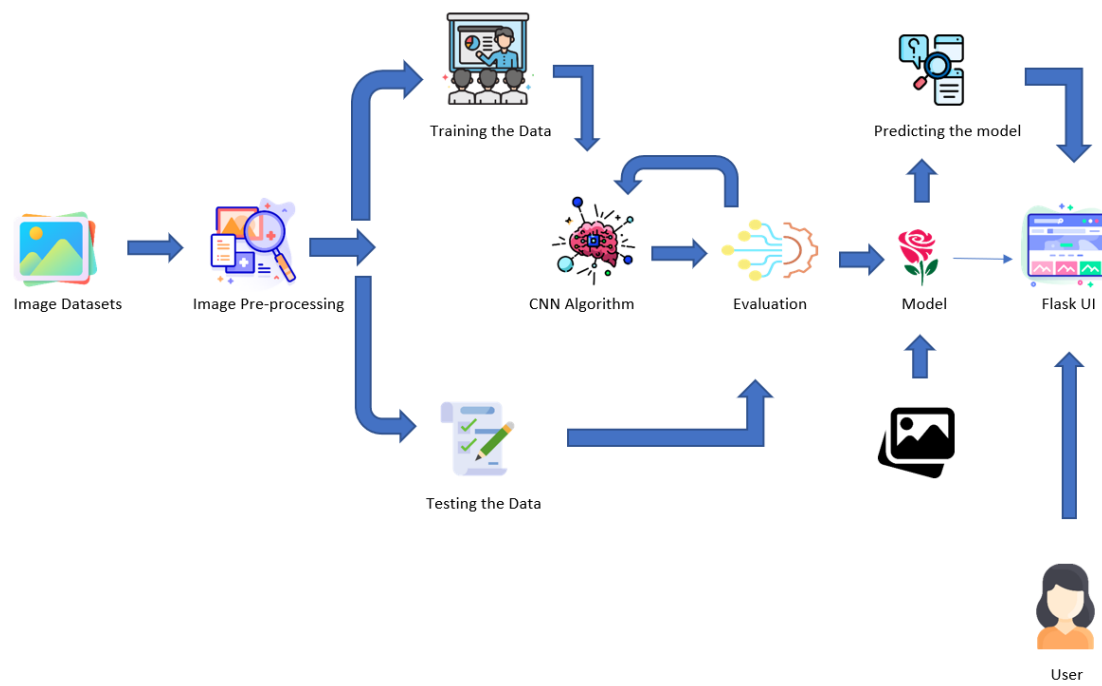 Training the Data
Predicting the model
Image Datasets
Image Pre-processing
CNN Algorithm
Evaluation
Model
Flask UI
Testing the Data
User